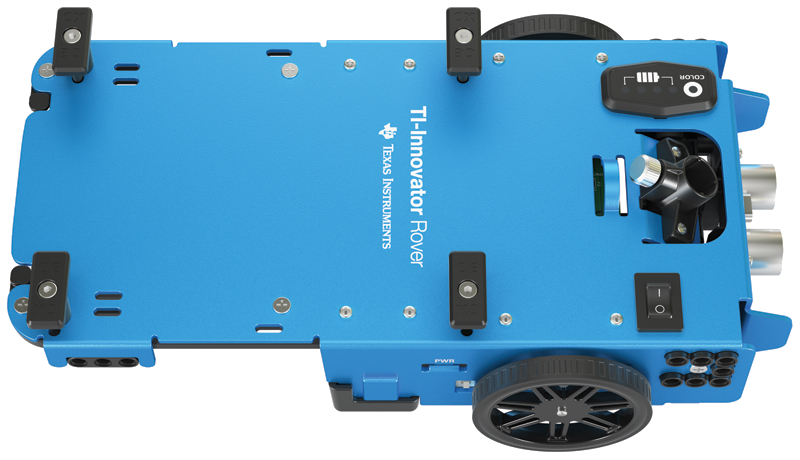 TI-Innovator Rover
TEXAS INSTRUMENTS
COLOR
I
O
PWR